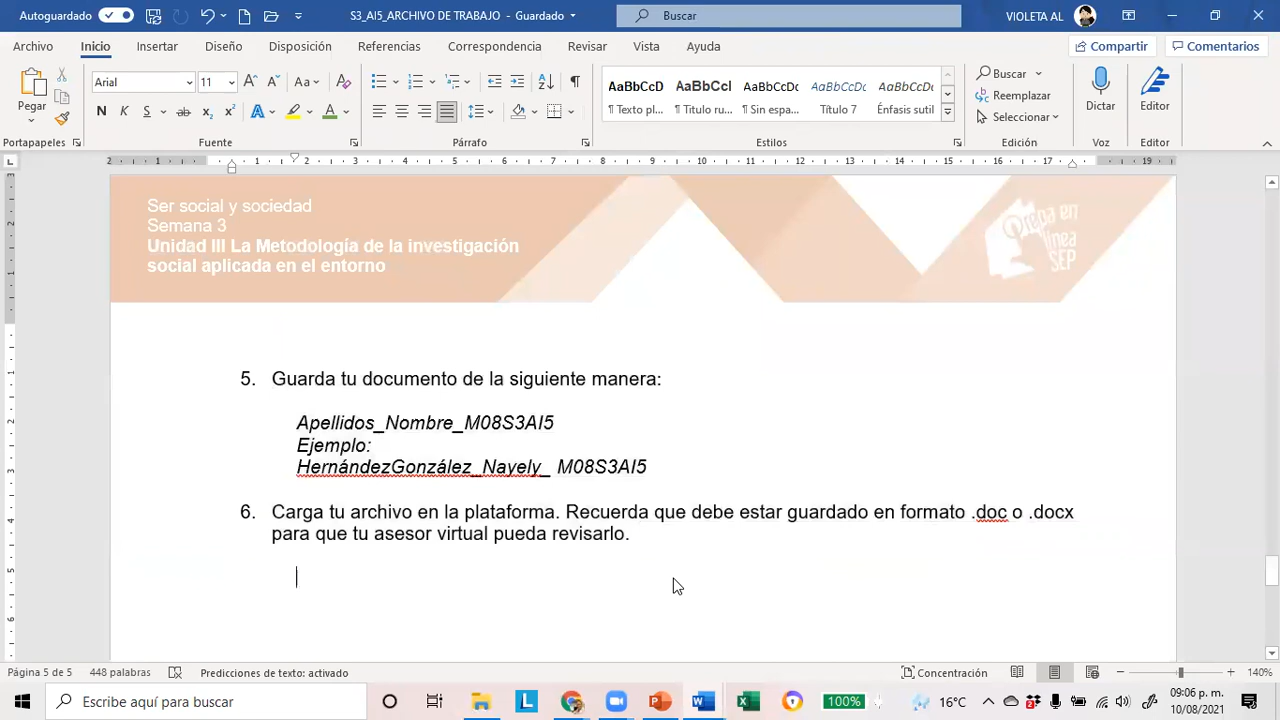 Autoguardado
S3_AI5_ARCHIVO DE TRABAJO - Guardado
Buscar
VIOLETA AL
Archivo Inicio Insertar Diseño Disposición Referencias Correspondencia Revisar Vista Ayuda
Compartir Comentarios
Pegar
Arial 11
Portapapeles
Fuente
Párrafo
AaBbCcD AaBbCcI AaBbCcDc AaBbCcDc AaBbCcDc
¶ Texto pl... ¶ Titulo ru... ¶ Sin espa... Título 7 Énfasis sutil
Estilos
Buscar
Reemplazar
Seleccionar
Edición
Dictar
Voz
Editor
Editor
Ser social y sociedad
Semana 3
Unidad III La Metodología de la investigación
social aplicada en el entorno
Prepa en
línea
SEP
5. Guarda tu documento de la siguiente manera:
Apellidos_Nombre_M08S3AI5
Ejemplo:
HernándezGonzález_Nayely_ M08S3AI5
6. Carga tu archivo en la plataforma. Recuerda que debe estar guardado en formato .doc o .docx
para que tu asesor virtual pueda revisarlo.
Página 5 de 5 448 palabras Predicciones de texto: activado
Concentración
140%
Escribe aquí para buscar
100%
16°C
09:06 p. m.
10/08/2021